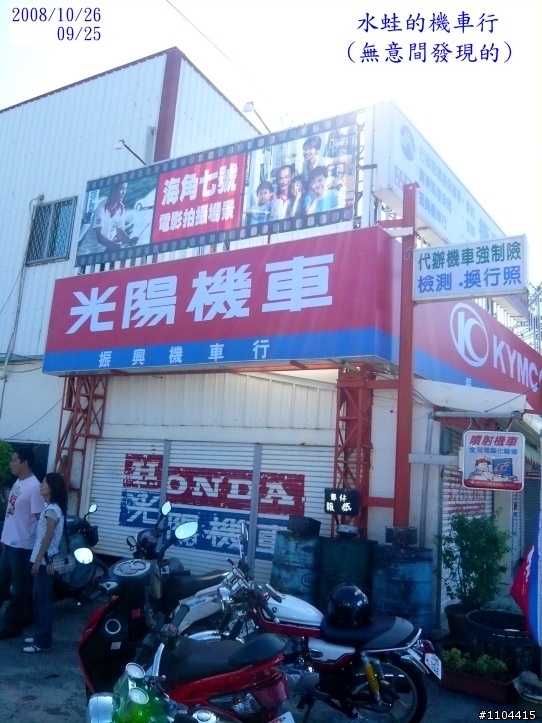 2008/10/26
09/25
水蛙的機車行
(無意間發現的)
海角七號
電影拍攝場景
光陽機車
振興機車行
代辦機車強制險
檢測．換行照
KYMC
噴射機車
HONDA
光陽機車
#1104415